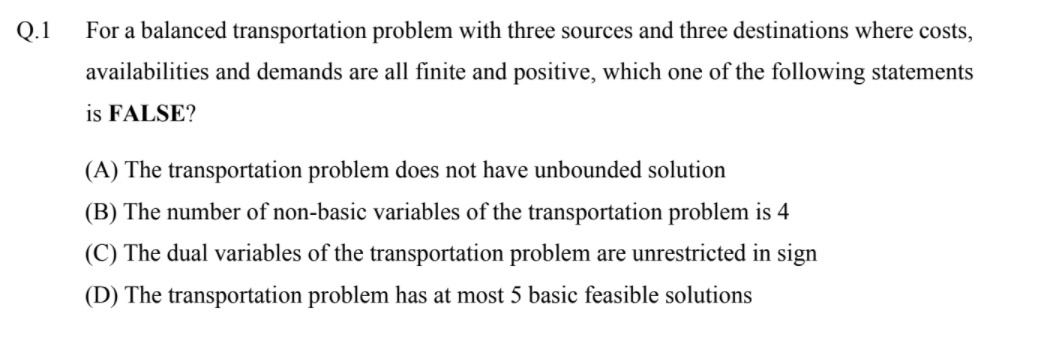 Q.1 For a balanced transportation problem with three sources and three destinations where costs,
availabilities and demands are all finite and positive, which one of the following statements
is FALSE?
(A) The transportation problem does not have unbounded solution
(B) The number of non-basic variables of the transportation problem is 4
(C) The dual variables of the transportation problem are unrestricted in sign
(D) The transportation problem has at most 5 basic feasible solutions